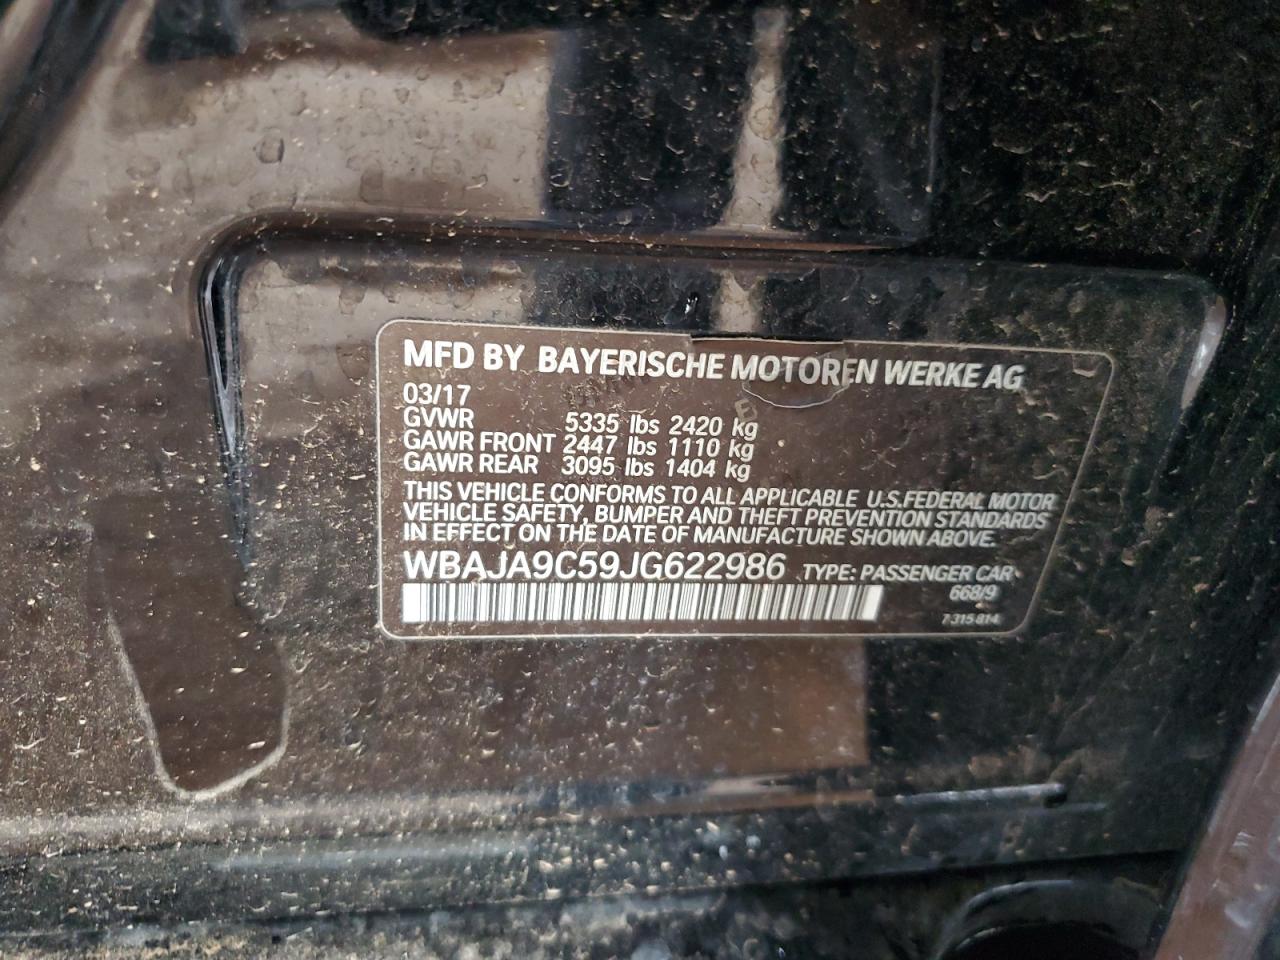 MFD BY BAYERISCHE MOTOREN WERKE AG
03/17
GVWR 5335 lbs 2420 kg
GAWR FRONT 2447 lbs 1110 kg
GAWR REAR 3095 lbs 1404 kg
THIS VEHICLE CONFORMS TO ALL APPLICABLE U.S.FEDERAL MOTOR
VEHICLE SAFETY, BUMPER AND THEFT PREVENTION STANDARDS
IN EFFECT ON THE DATE OF MANUFACTURE SHOWN ABOVE.
WBAJA9C59JG622986 TYPE: PASSENGER CAR
668/9
7 315 814